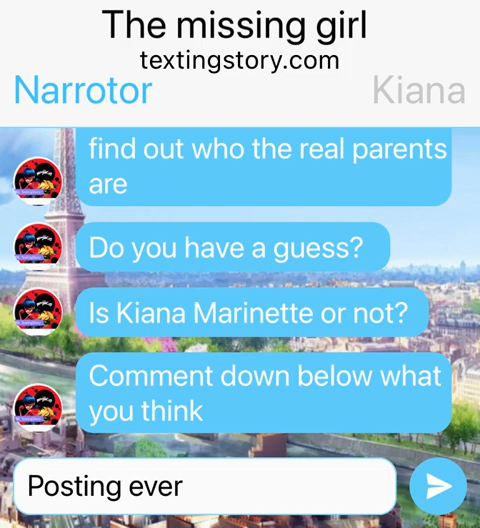 The missing girl
textingstory.com
Narrotor
Kiana
find out who the real parents
are
Do you have a guess?
Is Kiana Marinette or not?
Comment down below what
you think
Posting ever